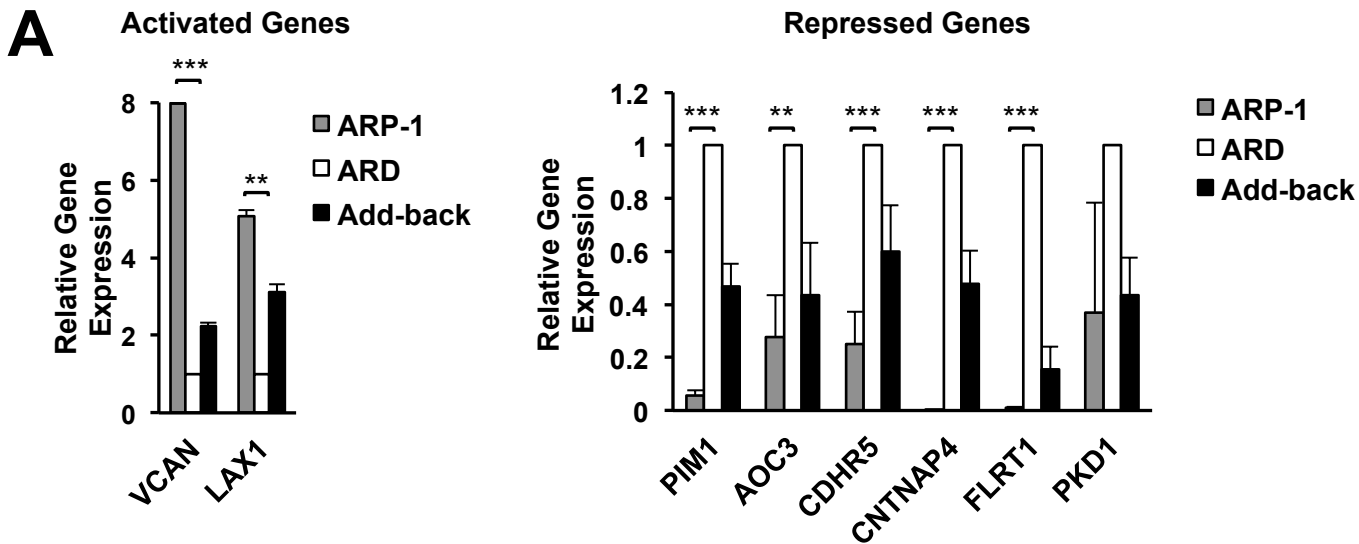 A
Activated Genes
***
**
8
6
4
2
0
Relative Gene
Expression
ARP-1
ARD
Add-back
VCAN
LAX1
Repressed Genes
***
**
***
***
***
1.2
1
0.8
0.6
0.4
0.2
0
Relative Gene
Expression
ARP-1
ARD
Add-back
PIM1
AOC3
CDHR5
CNTNAP4
FLRT1
PKD1